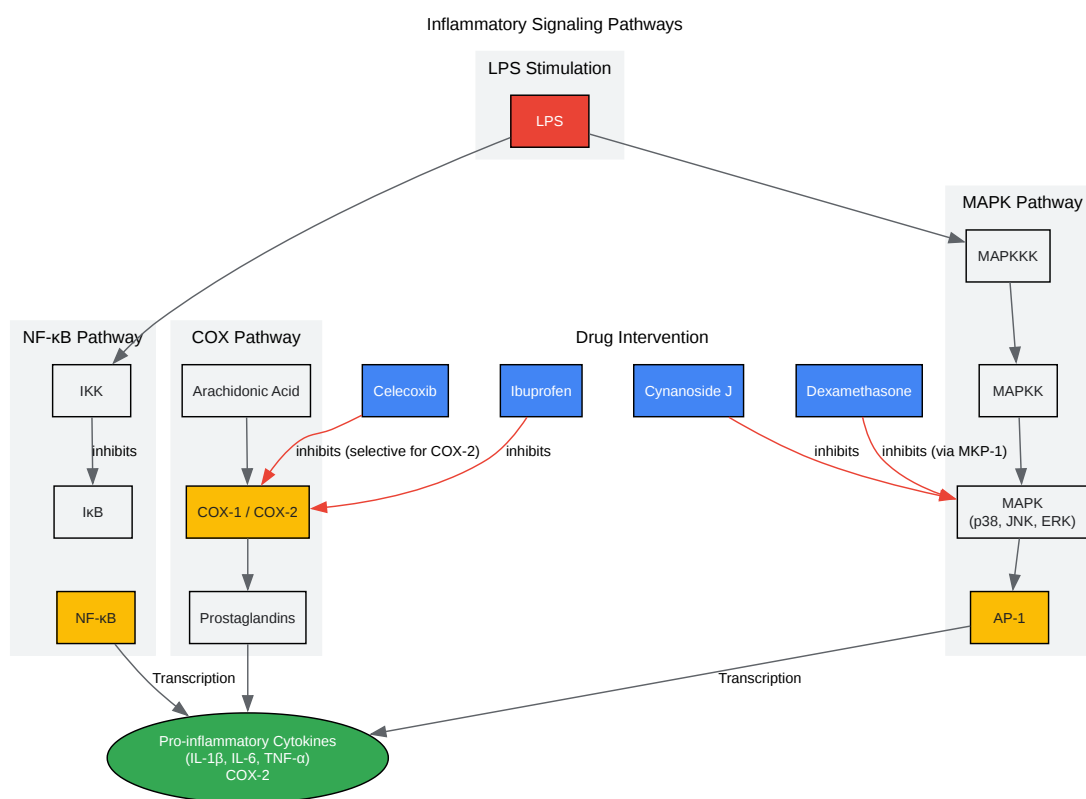 Inflammatory Signaling Pathways
LPS Stimulation
LPS
MAPK Pathway
MAPKKK
NF-κB Pathway
COX Pathway
Drug Intervention
IKK
Arachidonic Acid
Celecoxib
Ibuprofen
Cynanoside J
Dexamethasone
MAPKK
inhibits
inhibits (selective for COX-2)
inhibits
inhibits
inhibits (via MKP-1)
IκB
COX-1 / COX-2
MAPK
(p38, JNK, ERK)
NF-κB
Prostaglandins
AP-1
Transcription
Transcription
Pro-inflammatory Cytokines
(IL-1β, IL-6, TNF-α)
COX-2